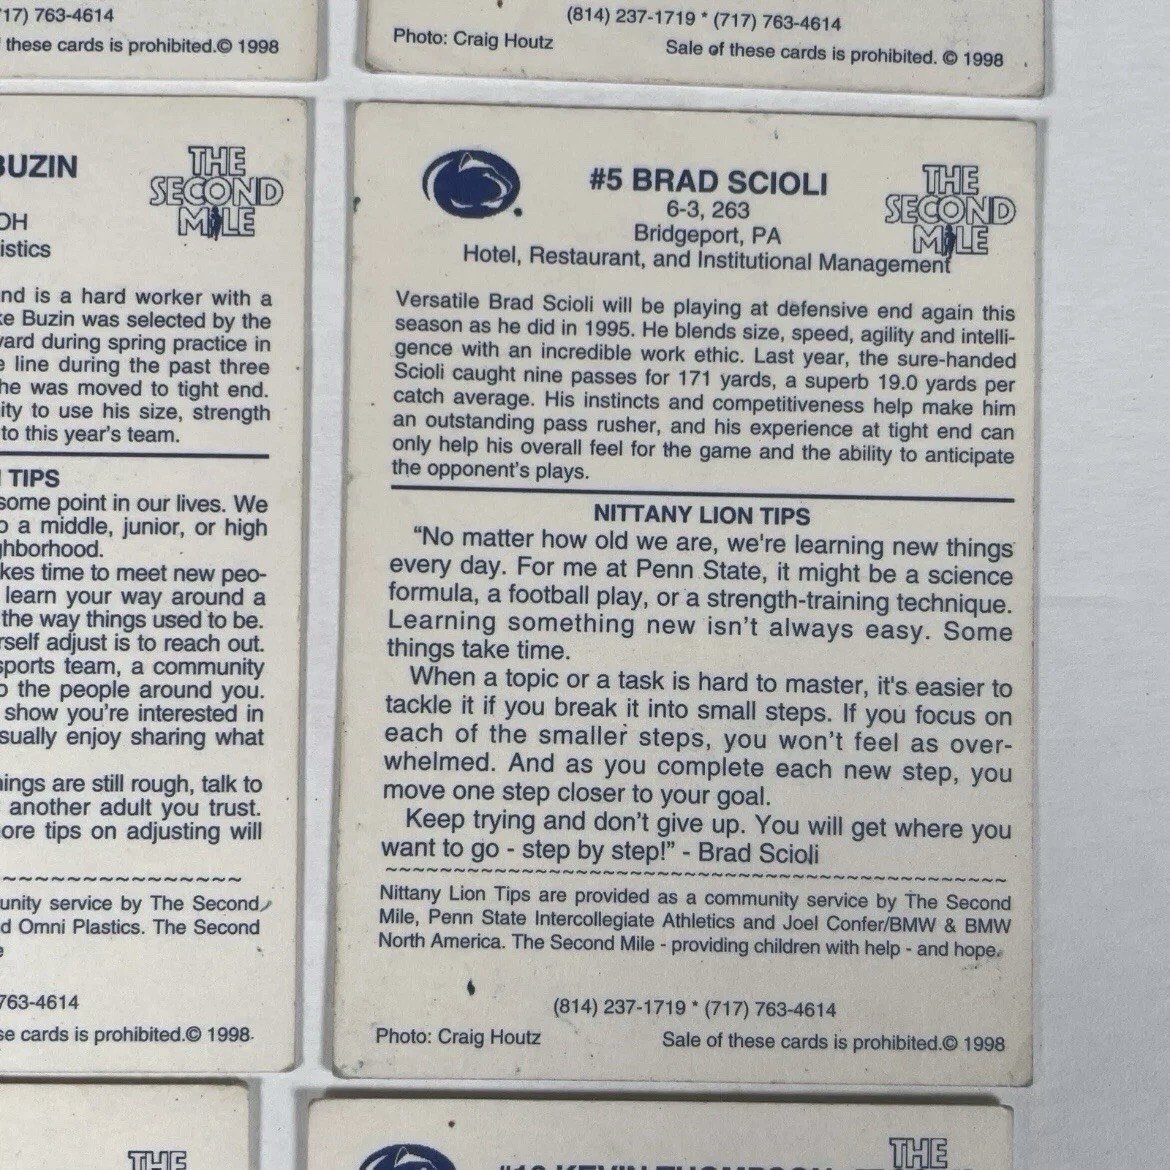 717) 763-4614
these cards is prohibited.© 1998
(814) 237-1719 * (717) 763-4614
Photo: Craig Houtz
Sale of these cards is prohibited. © 1998
BUZIN
THE
SECOND
MILE
OH
istics
nd is a hard worker with a
ke Buzin was selected by the
ward during spring practice in
e line during the past three
he was moved to tight end.
ity to use his size, strength
to this year's team.
TIPS
some point in our lives. We
o a middle, junior, or high
ghborhood.
kes time to meet new peo-
learn your way around a
the way things used to be.
rself adjust is to reach out.
sports team, a community
o the people around you.
show you're interested in
sually enjoy sharing what
ings are still rough, talk to
another adult you trust.
ore tips on adjusting will
~~~~~~~~~~~~~~~~~~
unity service by The Second
d Omni Plastics. The Second
e
763-4614
se cards is prohibited.© 1998
#5 BRAD SCIOLI
6-3, 263
Bridgeport, PA
Hotel, Restaurant, and Institutional Management
THE
SECOND
MILE
Versatile Brad Scioli will be playing at defensive end again this
season as he did in 1995. He blends size, speed, agility and intelli-
gence with an incredible work ethic. Last year, the sure-handed
Scioli caught nine passes for 171 yards, a superb 19.0 yards per
catch average. His instincts and competitiveness help make him
an outstanding pass rusher, and his experience at tight end can
only help his overall feel for the game and the ability to anticipate
the opponent's plays.
NITTANY LION TIPS
“No matter how old we are, we're learning new things
every day. For me at Penn State, it might be a science
formula, a football play, or a strength-training technique.
Learning something new isn't always easy. Some
things take time.
When a topic or a task is hard to master, it's easier to
tackle it if you break it into small steps. If you focus on
each of the smaller steps, you won't feel as over-
whelmed. And as you complete each new step, you
move one step closer to your goal.
Keep trying and don't give up. You will get where you
want to go - step by step!” - Brad Scioli
~~~~~~~~~~~~~~~~~~~~~~~~~~~~~~~~~~~~~~~~~~~~
Nittany Lion Tips are provided as a community service by The Second
Mile, Penn State Intercollegiate Athletics and Joel Confer/BMW & BMW
North America. The Second Mile - providing children with help - and hope.
(814) 237-1719 * (717) 763-4614
Photo: Craig Houtz
Sale of these cards is prohibited.© 1998
THE
KEVIN THOMPSON
THE